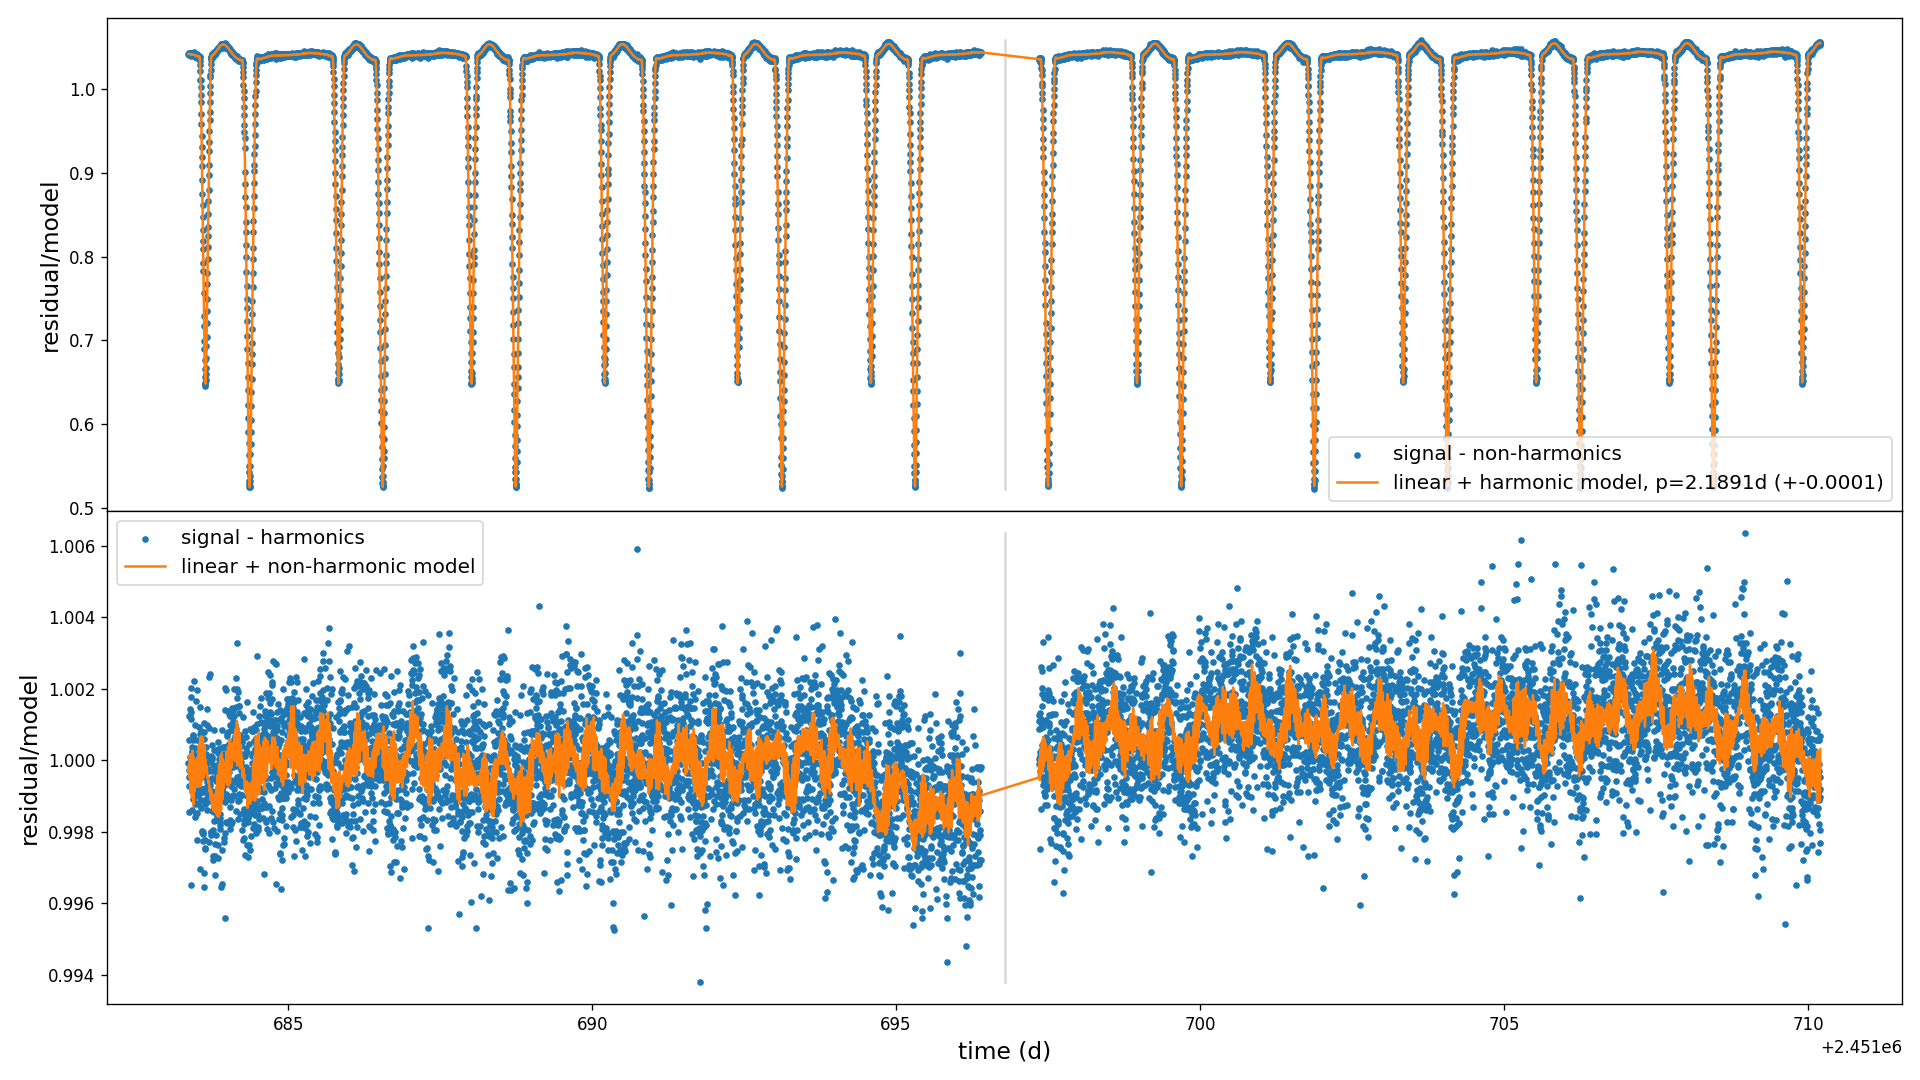 residual/model
1.0
0.9
0.8
0.7
0.6
0.5
signal - non-harmonics
linear + harmonic model, p=2.1891d (+-0.0001)
residual/model
1.006
1.004
1.002
1.000
0.998
0.996
0.994
signal - harmonics
linear + non-harmonic model
685 690 695 700 705 710
time (d)
+2.451e6